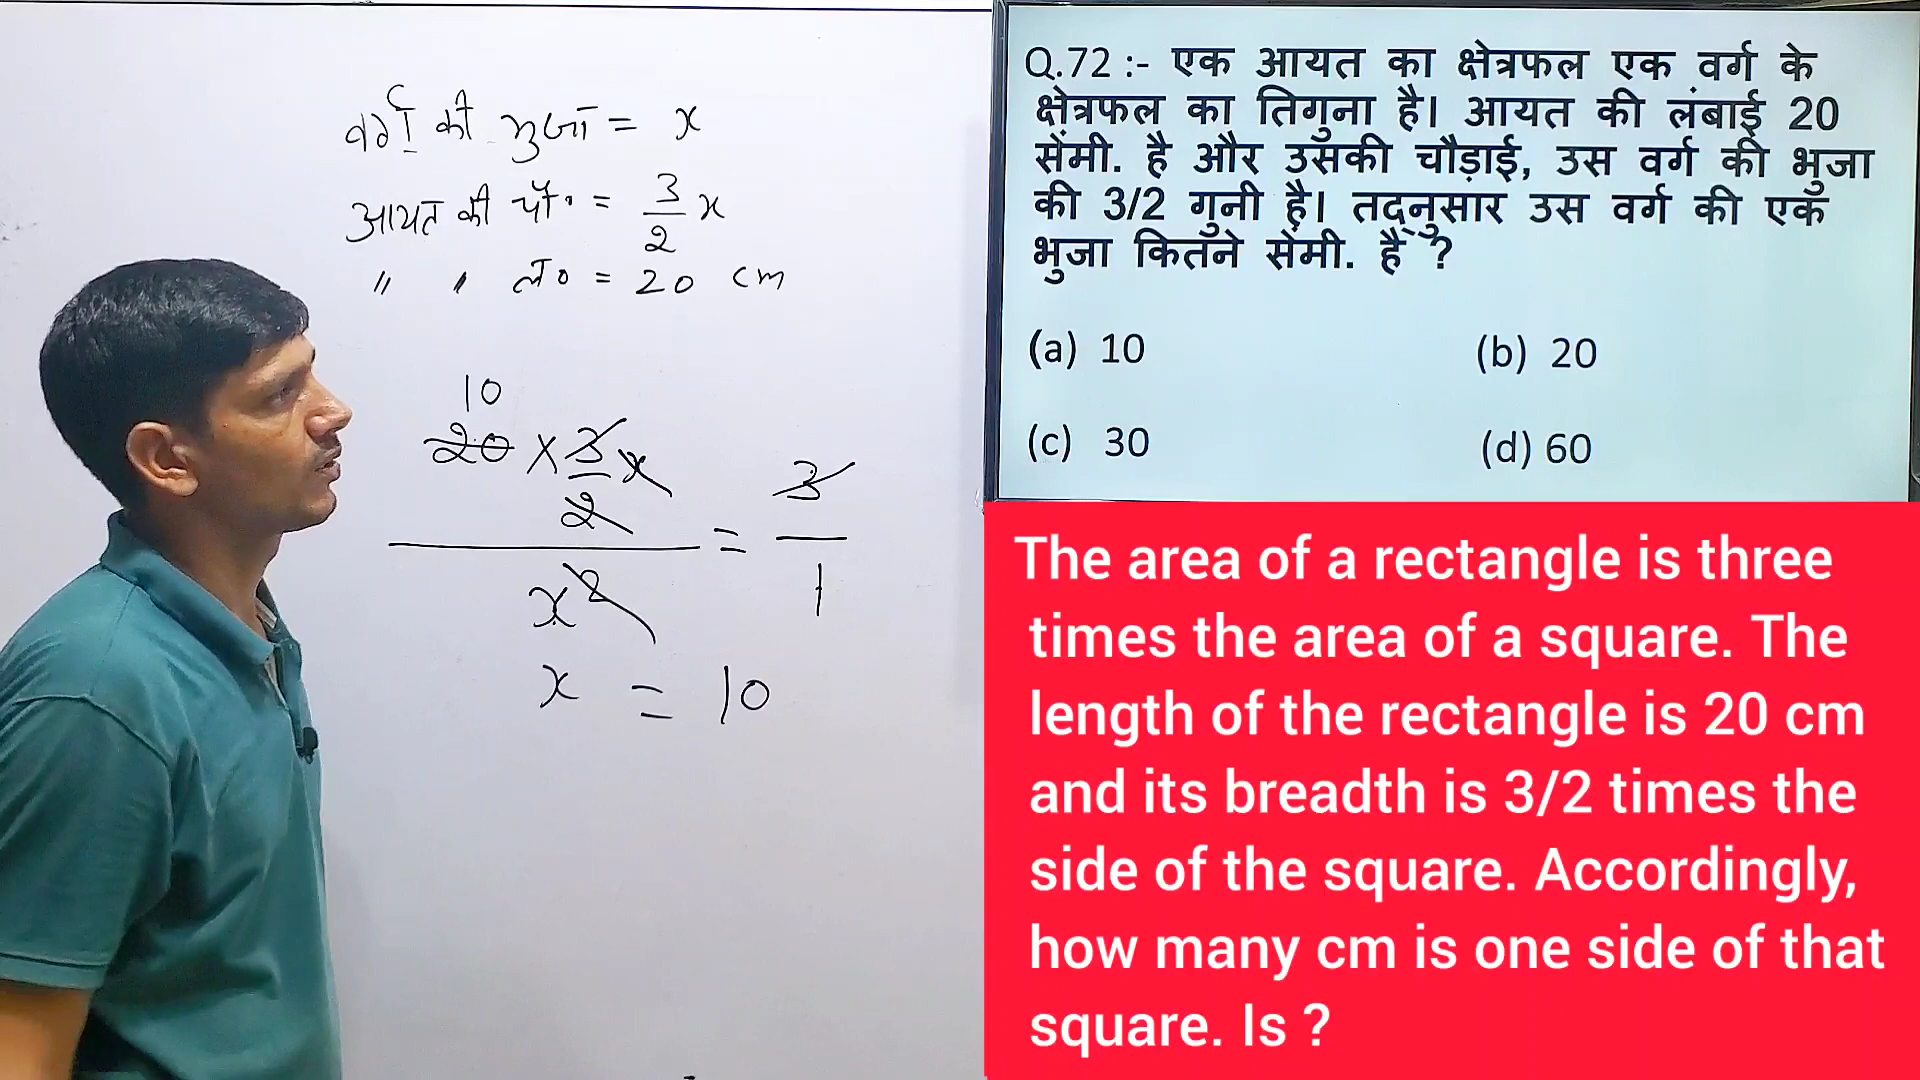 वर्ग की भुजा = x
आयत की चौ॰ = 3/2 x
" " ल॰ = 20 cm
10
20 × 3/2 x
= 3/1
x²
x = 10
Q.72 :- एक आयत का क्षेत्रफल एक वर्ग के
क्षेत्रफल का तिगुना है। आयत की लंबाई 20
सेंमी. है और उसकी चौड़ाई, उस वर्ग की भुजा
की 3/2 गुनी है। तद्नुसार उस वर्ग की एक
भुजा कितने सेंमी. है ?
(a) 10 (b) 20
(c) 30 (d) 60
The area of a rectangle is three
times the area of a square. The
length of the rectangle is 20 cm
and its breadth is 3/2 times the
side of the square. Accordingly,
how many cm is one side of that
square. Is ?